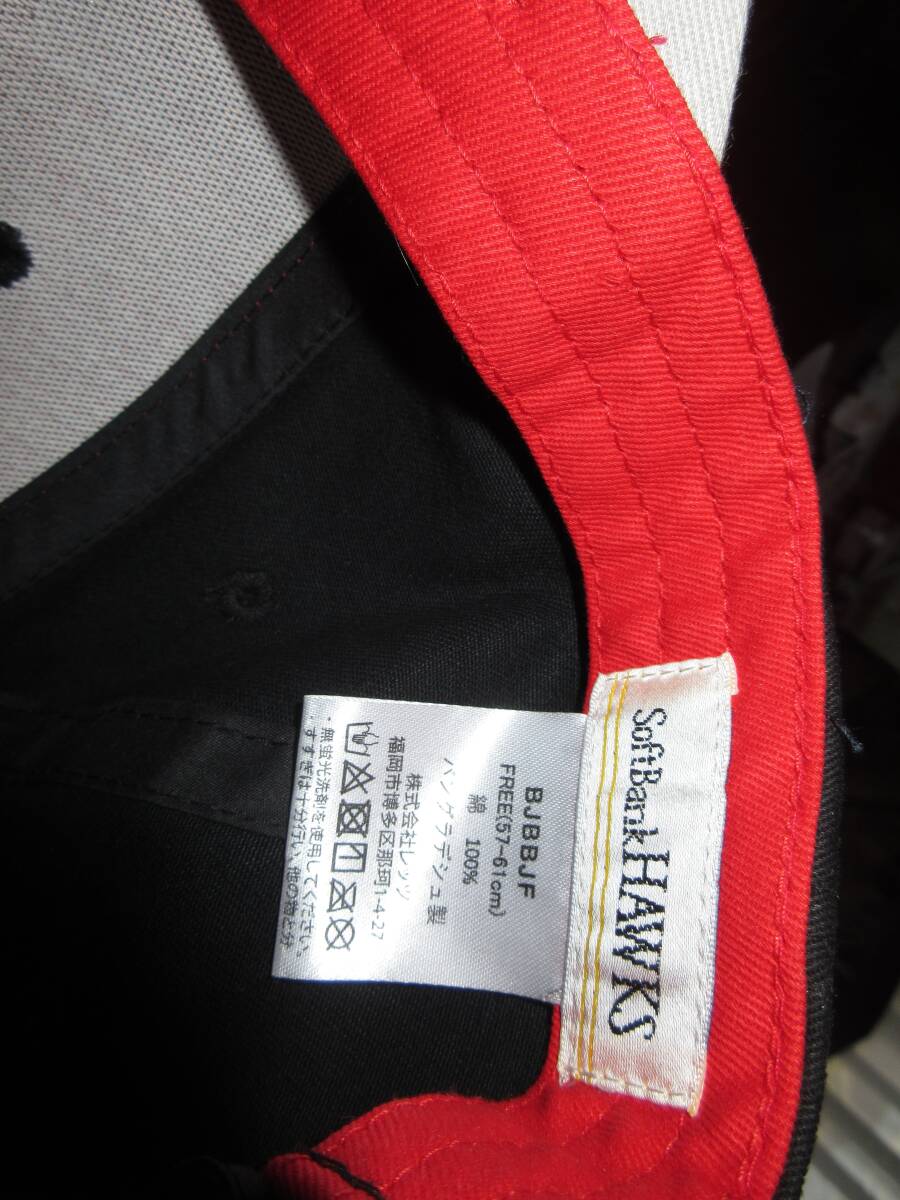 SoftBank HAWKS
BJBBJF
FREE(57-61cm)
綿 100%
バングラデシュ製
株式会社レッツ
福岡市博多区那珂1-4-27
・無蛍光洗剤を使用してください。
・すすぎは十分行い、他の物と分